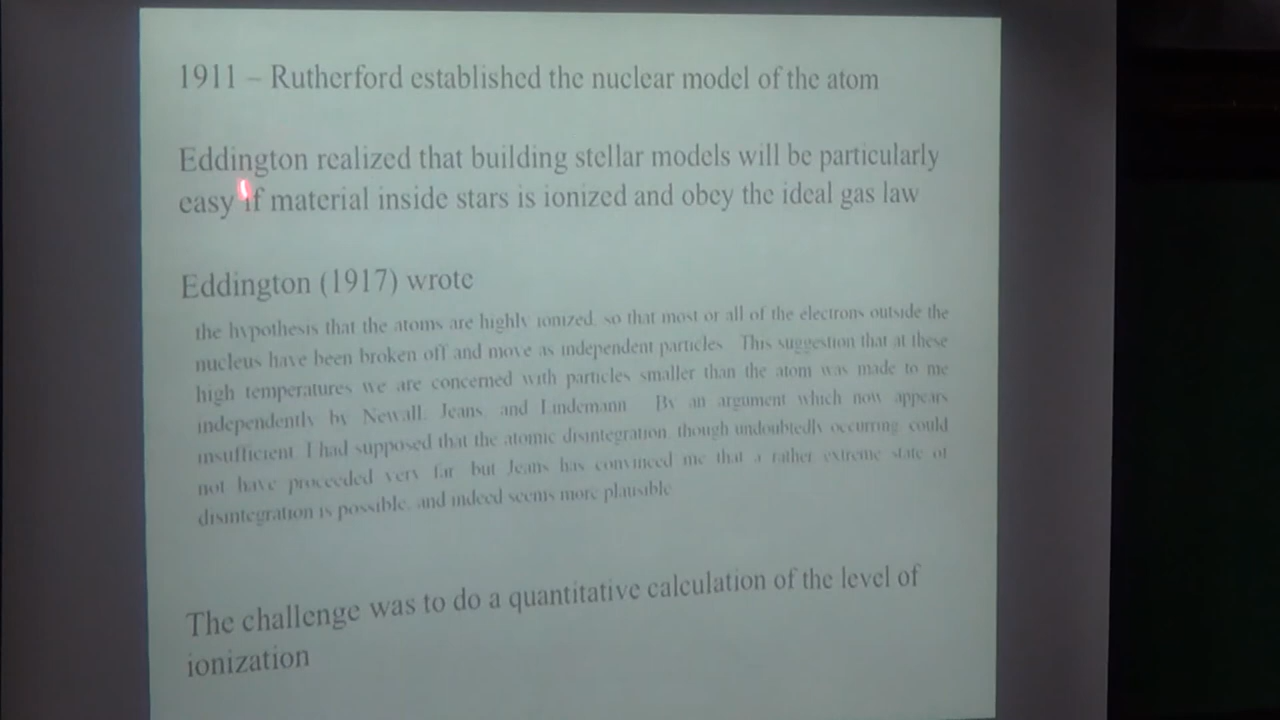 1911 – Rutherford established the nuclear model of the atom
Eddington realized that building stellar models will be particularly
easy if material inside stars is ionized and obey the ideal gas law
Eddington (1917) wrote
the hypothesis that the atoms are highly ionized, so that most or all of the electrons outside the
nucleus have been broken off and move as independent particles. This suggestion that at these
high temperatures we are concerned with particles smaller than the atom was made to me
independently by Newall, Jeans, and Lindemann. By an argument which now appears
insufficient, I had supposed that the atomic disintegration, though undoubtedly occurring, could
not have proceeded very far, but Jeans has convinced me that a rather extreme state of
disintegration is possible, and indeed seems more plausible
The challenge was to do a quantitative calculation of the level of
ionization